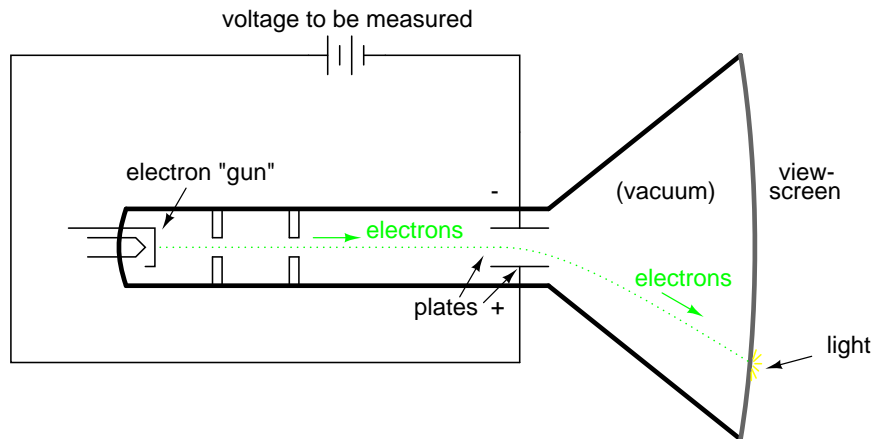 voltage to be measured
electron "gun"
-
(vacuum)
view-
screen
electrons
electrons
plates
+
light